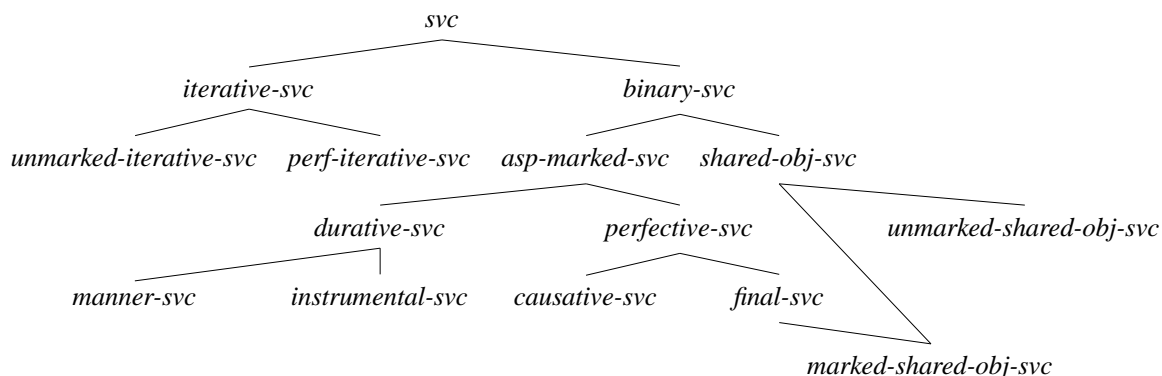 svc
iterative-svc binary-svc
unmarked-iterative-svc perf-iterative-svc asp-marked-svc shared-obj-svc
durative-svc perfective-svc unmarked-shared-obj-svc
manner-svc instrumental-svc causative-svc final-svc
marked-shared-obj-svc